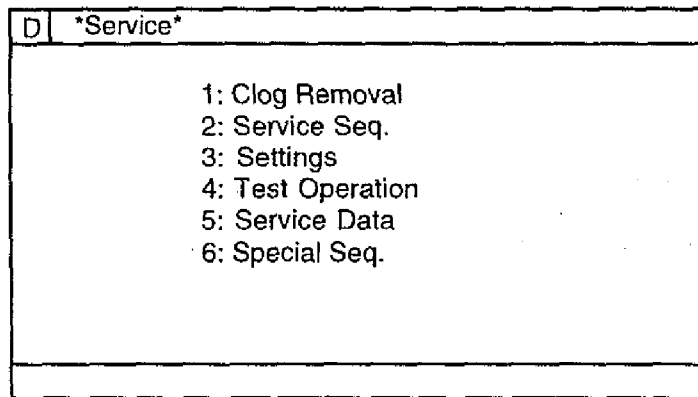 D *Service*
1: Clog Removal
2: Service Seq.
3: Settings
4: Test Operation
5: Service Data
6: Special Seq.